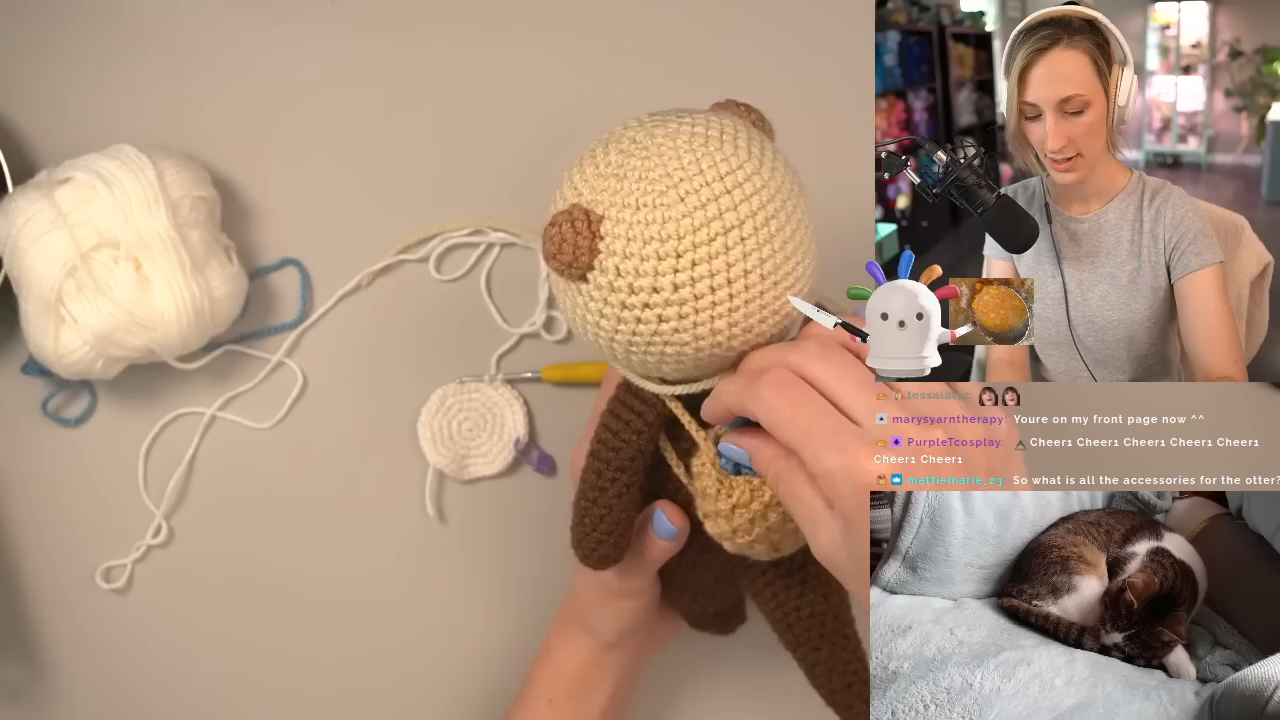 marysyarntherapy: Youre on my front page now ^^
PurpleTcosplay: Cheer1 Cheer1 Cheer1 Cheer1 Cheer1
Cheer1 Cheer1
mattiemarie_23: So what is all the accessories for the otter?